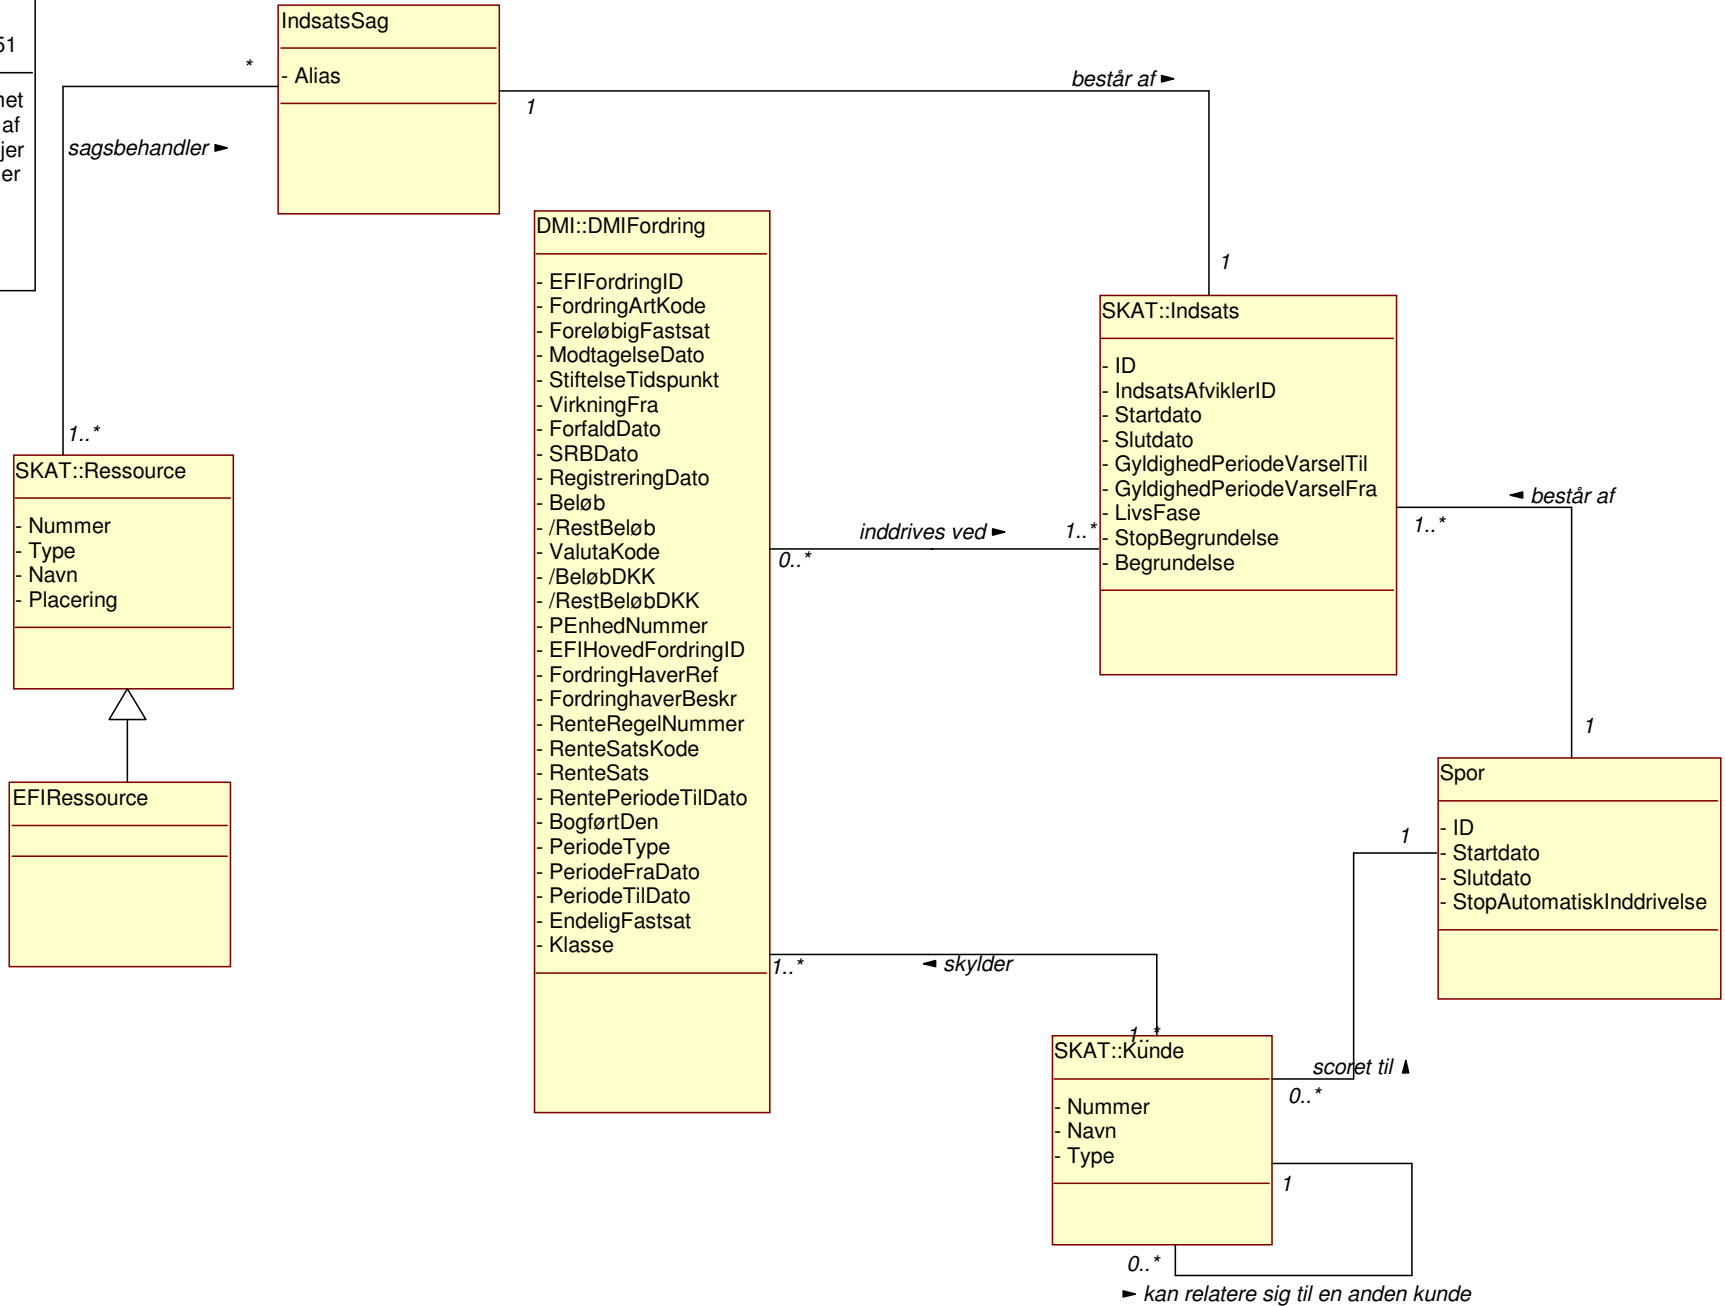 51
af
IndsatsSag
- Alias
*
1
består af ►
1
sagsbehandler ►
1..*
SKAT::Ressource
- Nummer
- Type
- Navn
- Placering
EFIRessource
DMI::DMIFordring
- EFIFordringID
- FordringArtKode
- ForeløbigFastsat
- ModtagelseDato
- StiftelseTidspunkt
- VirkningFra
- ForfaldDato
- SRBDato
- RegistreringDato
- Beløb
- /RestBeløb
- ValutaKode
- /BeløbDKK
- /RestBeløbDKK
- PEnhedNummer
- EFIHovedFordringID
- FordringHaverRef
- FordringhaverBeskr
- RenteRegelNummer
- RenteSatsKode
- RenteSats
- RentePeriodeTilDato
- BogførtDen
- PeriodeType
- PeriodeFraDato
- PeriodeTilDato
- EndeligFastsat
- Klasse
inddrives ved ►
0..*
1..*
SKAT::Indsats
- ID
- IndsatsAfviklerID
- Startdato
- Slutdato
- GyldighedPeriodeVarselTil
- GyldighedPeriodeVarselFra
- LivsFase
- StopBegrundelse
- Begrundelse
◄ består af
1..*
1
Spor
- ID
- Startdato
- Slutdato
- StopAutomatiskInddrivelse
1
1..*
◄ skylder
1..*
SKAT::Kunde
- Nummer
- Navn
- Type
scoret til ▲
0..*
1
0..*
► kan relatere sig til en anden kunde